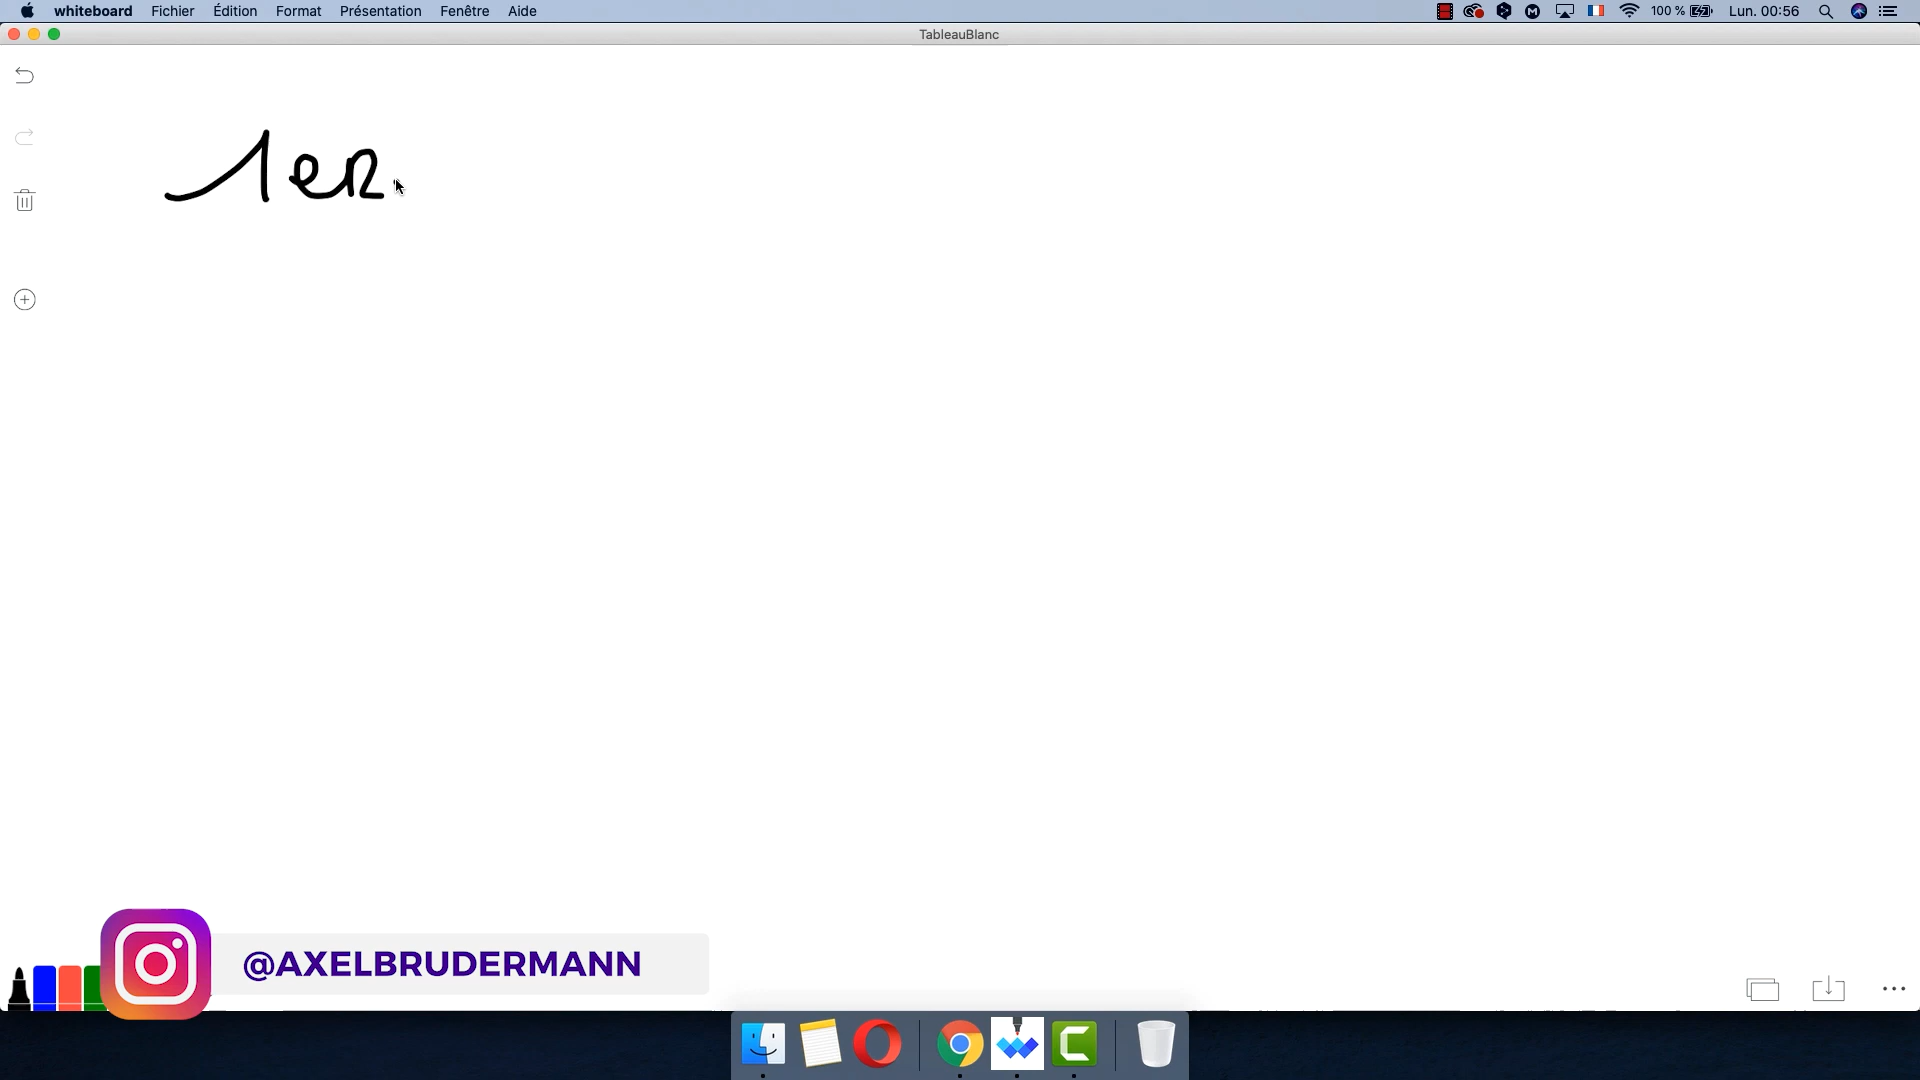 whiteboard Fichier Édition Format Présentation Fenêtre Aide 100 % Lun. 00:56
TableauBlanc
1er
@AXELBRUDERMANN